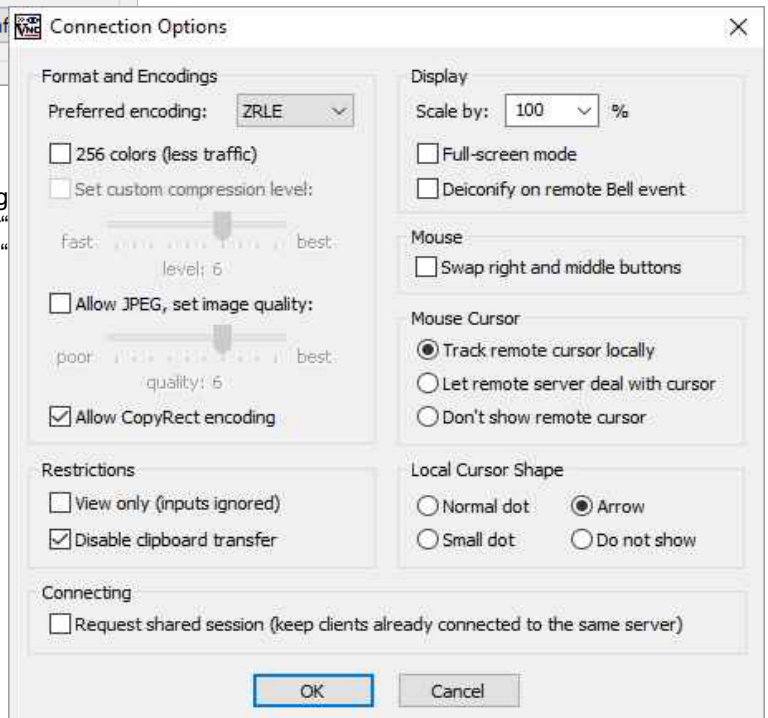 Connection Options
Format and Encodings
Preferred encoding: ZRLE
256 colors (less traffic)
Set custom compression level:
fast best
level: 6
Allow JPEG, set image quality:
poor best
quality: 6
Allow CopyRect encoding
Restrictions
View only (inputs ignored)
Disable clipboard transfer
Display
Scale by: 100 %
Full-screen mode
Deiconify on remote Bell event
Mouse
Swap right and middle buttons
Mouse Cursor
Track remote cursor locally
Let remote server deal with cursor
Don't show remote cursor
Local Cursor Shape
Normal dot Arrow
Small dot Do not show
Connecting
Request shared session (keep clients already connected to the same server)
OK Cancel